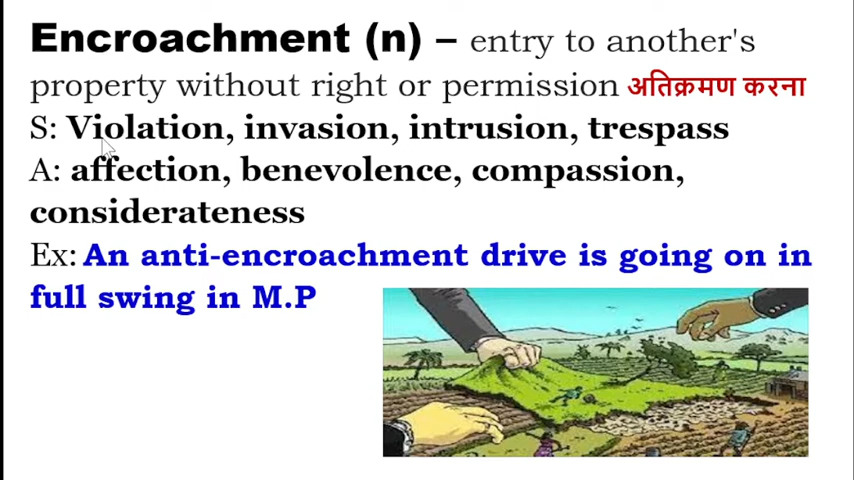 Encroachment (n) – entry to another's
property without right or permission अतिक्रमण करना
S: Violation, invasion, intrusion, trespass
A: affection, benevolence, compassion,
considerateness
Ex: An anti-encroachment drive is going on in
full swing in M.P